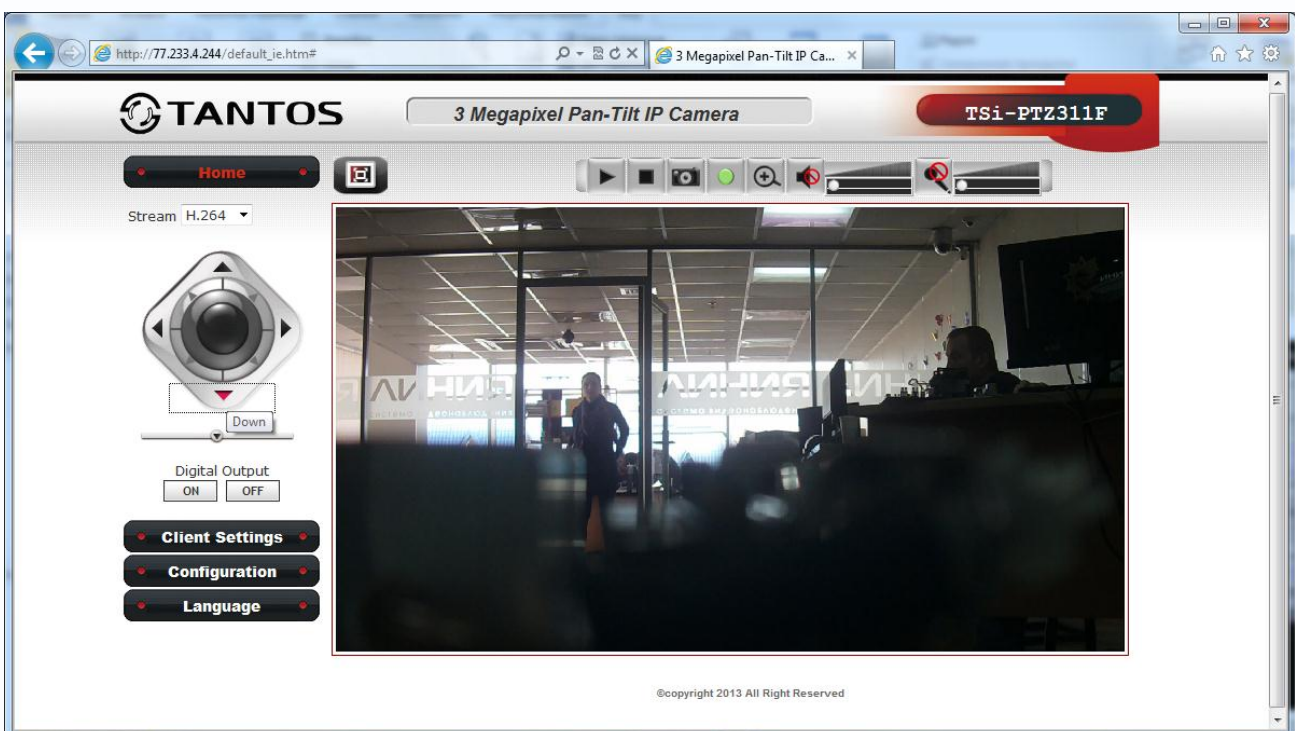 http://77.233.4.244/default_ie.htm#
3 Megapixel Pan-Tilt IP Ca...
TANTOS
3 Megapixel Pan-Tilt IP Camera
TSi-PTZ311F
Home
Stream H.264
Down
Digital Output
ON OFF
Client Settings
Configuration
Language
ЛИНИЯ
©copyright 2013 All Right Reserved